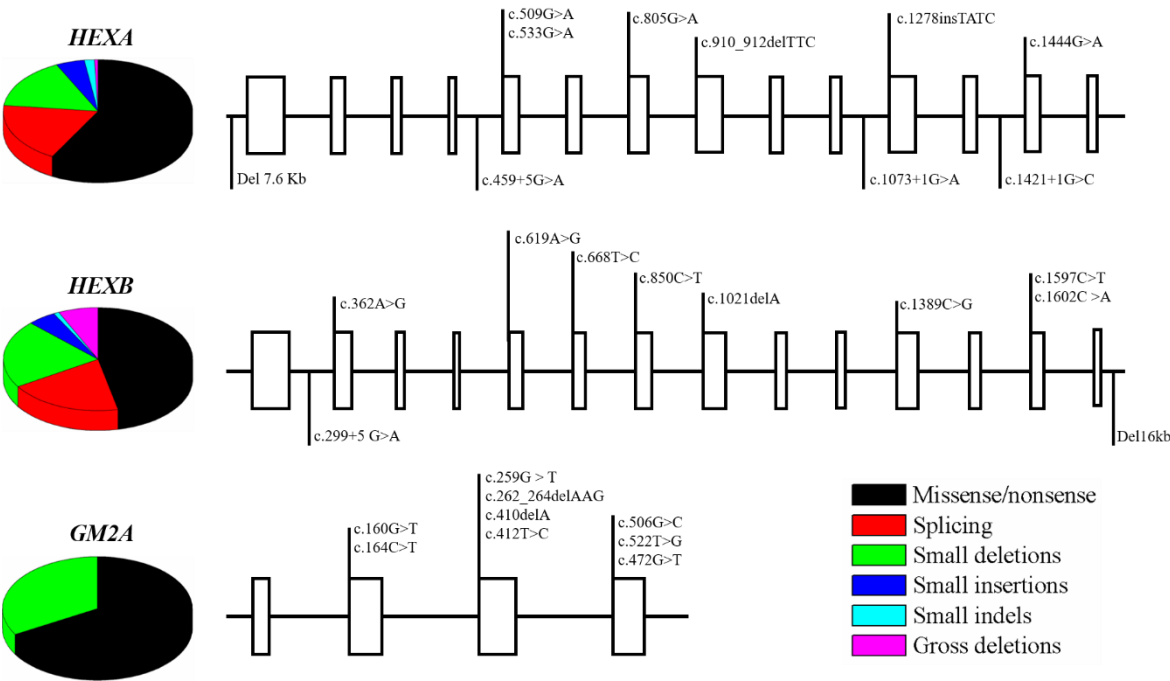 HEXA
c.509G>A
c.533G>A
c.805G>A
c.910_912delTTC
c.1278insTATC
c.1444G>A
Del 7.6 Kb
c.459+5G>A
c.1073+1G>A
c.1421+1G>C
HEXB
c.362A>G
c.619A>G
c.668T>C
c.850C>T
c.1021delA
c.1389C>G
c.1597C>T
c.1602C >A
c.299+5 G>A
Del16kb
GM2A
c.160G>T
c.164C>T
c.259G > T
c.262_264delAAG
c.410delA
c.412T>C
c.506G>C
c.522T>G
c.472G>T
Missense/nonsense
Splicing
Small deletions
Small insertions
Small indels
Gross deletions